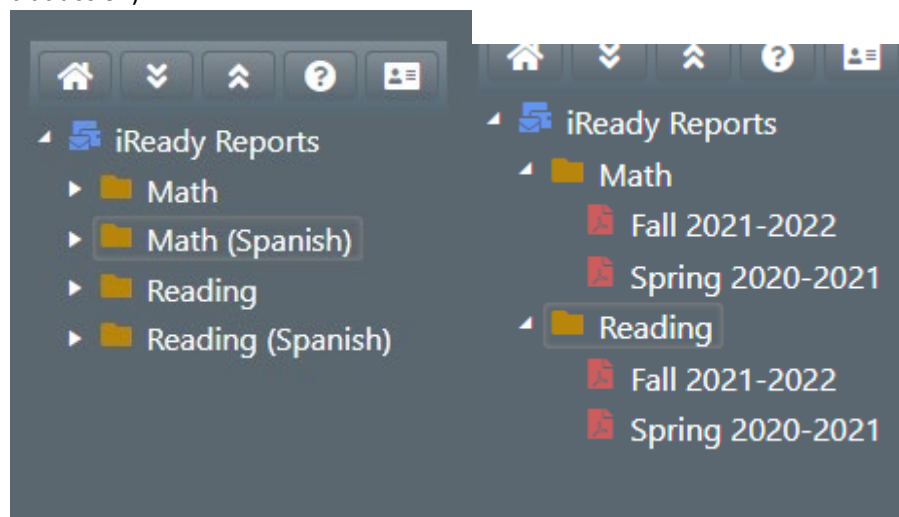 iReady Reports
Math
Math (Spanish)
Reading
Reading (Spanish)
iReady Reports
Math
Fall 2021-2022
Spring 2020-2021
Reading
Fall 2021-2022
Spring 2020-2021